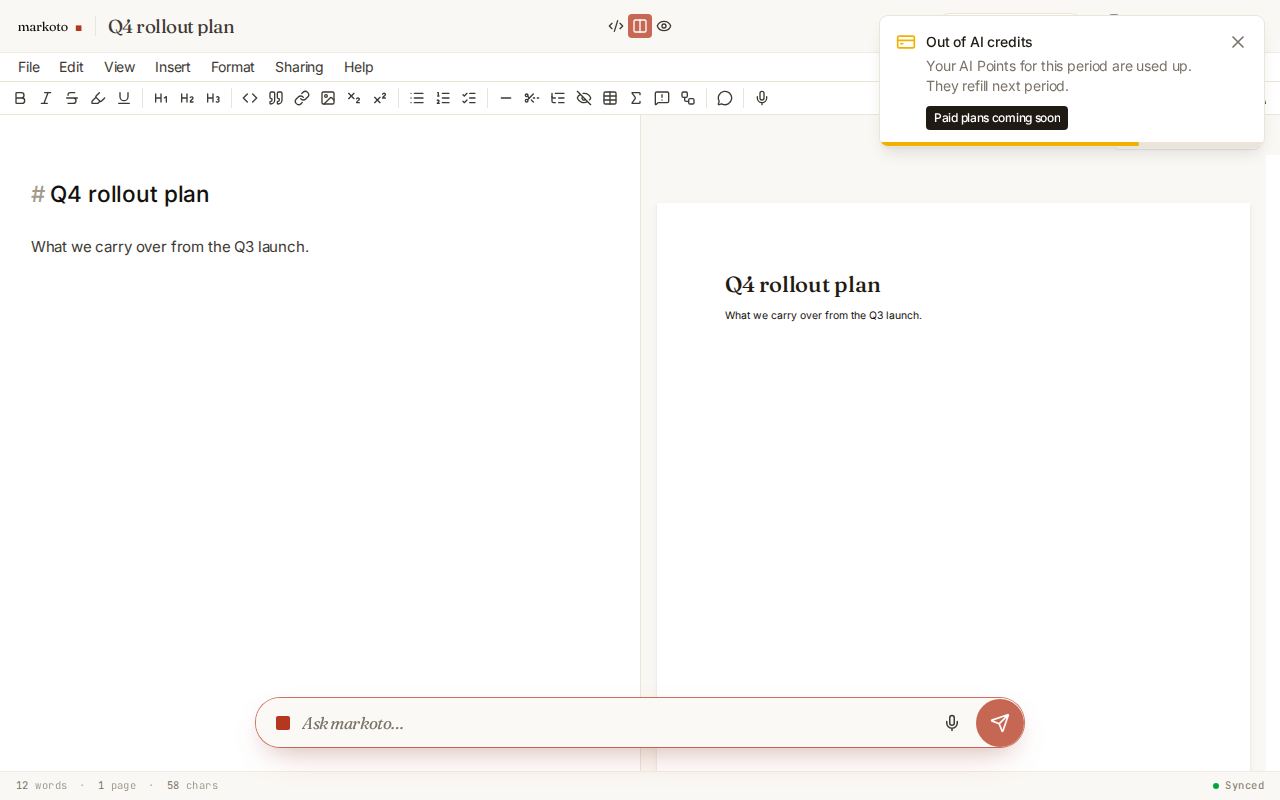 markoto
Q4 rollout plan
Out of AI credits
Your AI Points for this period are used up.
They refill next period.
Paid plans coming soon
File Edit View Insert Format Sharing Help
H1 H2 H3
# Q4 rollout plan
What we carry over from the Q3 launch.
Q4 rollout plan
What we carry over from the Q3 launch.
Ask markoto...
12 words · 1 page · 58 chars
Synced